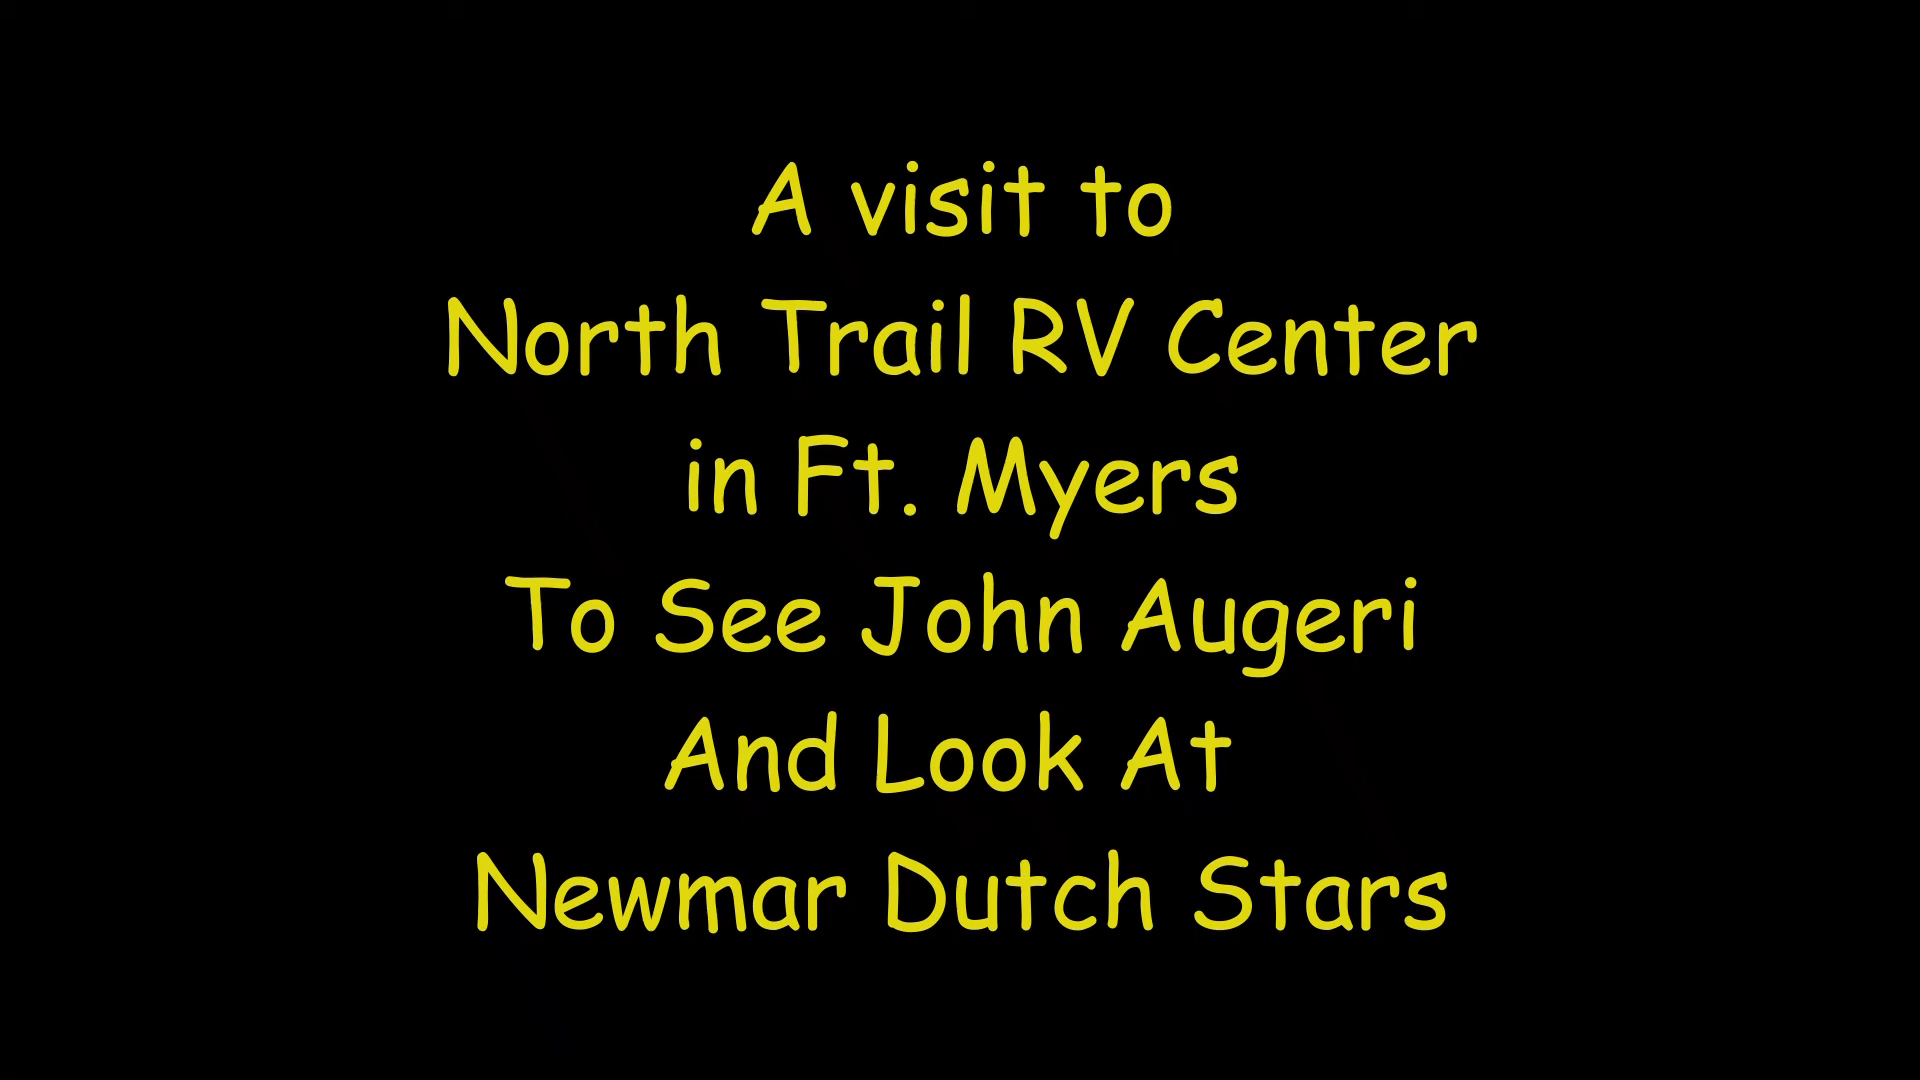 A visit to
North Trail RV Center
in Ft. Myers
To See John Augeri
And Look At
Newmar Dutch Stars